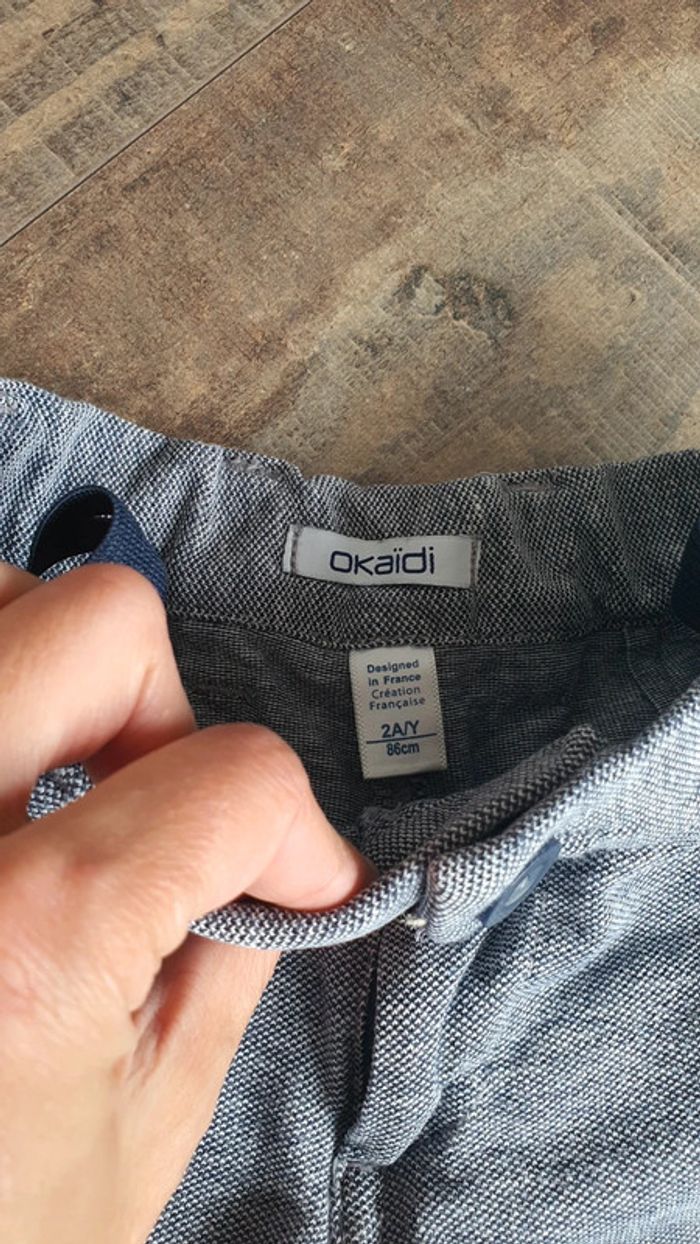 oKaïdi
Designed
in France
Création
Française
2A/Y
86cm